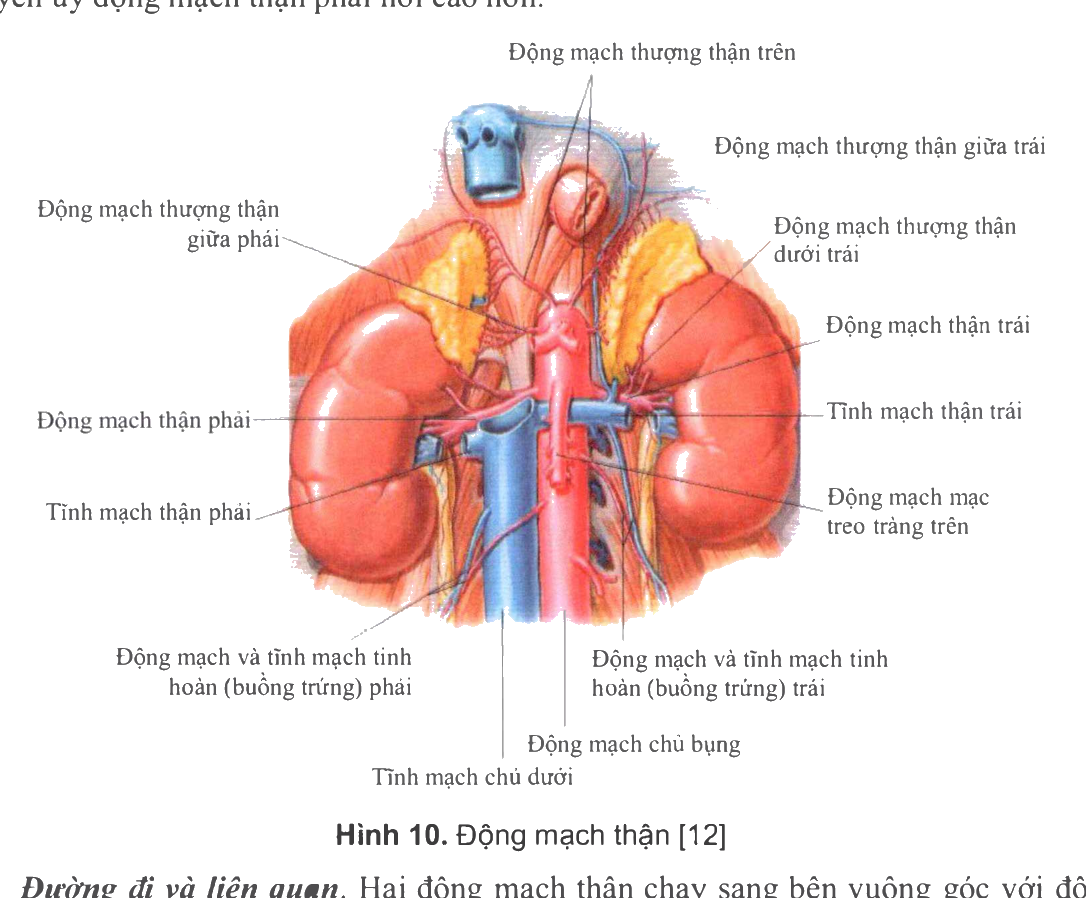 Động mạch thượng thận trên
Động mạch thượng thận giữa trái
Động mạch thượng thận
giữa phải
Động mạch thượng thận
dưới trái
Động mạch thận trái
Động mạch thận phải
Tĩnh mạch thận trái
Tĩnh mạch thận phải
Động mạch mạc
treo tràng trên
Động mạch và tĩnh mạch tinh
hoàn (buồng trứng) phải
Động mạch và tĩnh mạch tinh
hoàn (buồng trứng) trái
Động mạch chủ bụng
Tĩnh mạch chủ dưới
Hình 10. Động mạch thận [12]
Đường đi và liên quan. Hai động mạch thận chạy sang bên vuông góc với